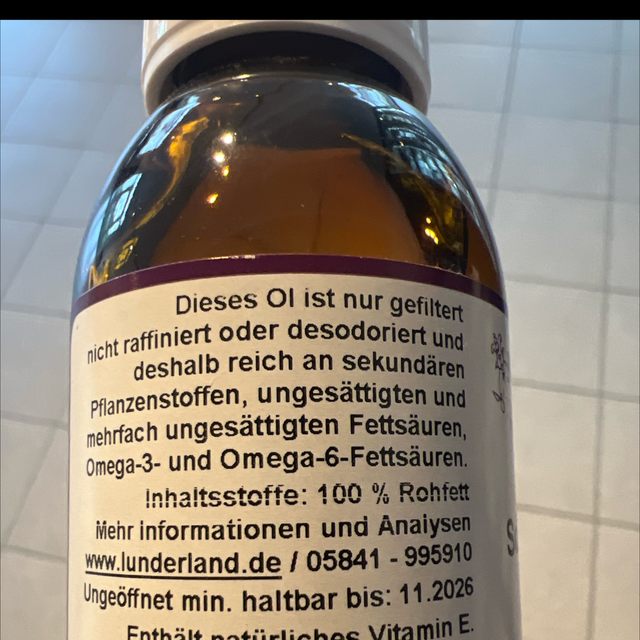 Dieses Öl ist nur gefiltert
nicht raffiniert oder desodoriert und
deshalb reich an sekundären
Pflanzenstoffen, ungesättigten und
mehrfach ungesättigten Fettsäuren,
Omega-3- und Omega-6-Fettsäuren.
Inhaltsstoffe: 100 % Rohfett
Mehr Informationen und Analysen
www.lunderland.de / 05841 - 995910
Ungeöffnet min. haltbar bis: 11.2026
Enthält natürliches Vitamin E.